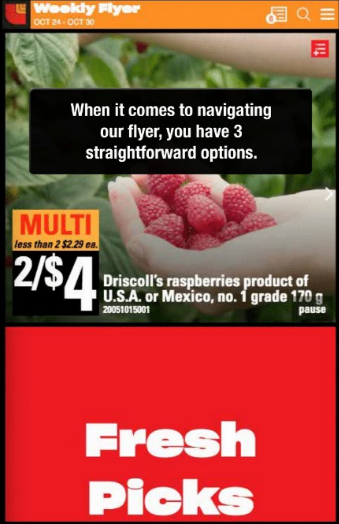 Weekly Flyer
OCT 24 - OCT 30
6
When it comes to navigating
our flyer, you have 3
straightforward options.
MULTI
less than 2 $2.29 ea.
2/$4
Driscoll's raspberries product of
U.S.A. or Mexico, no. 1 grade 170 g
20051015001
pause
Fresh
Picks